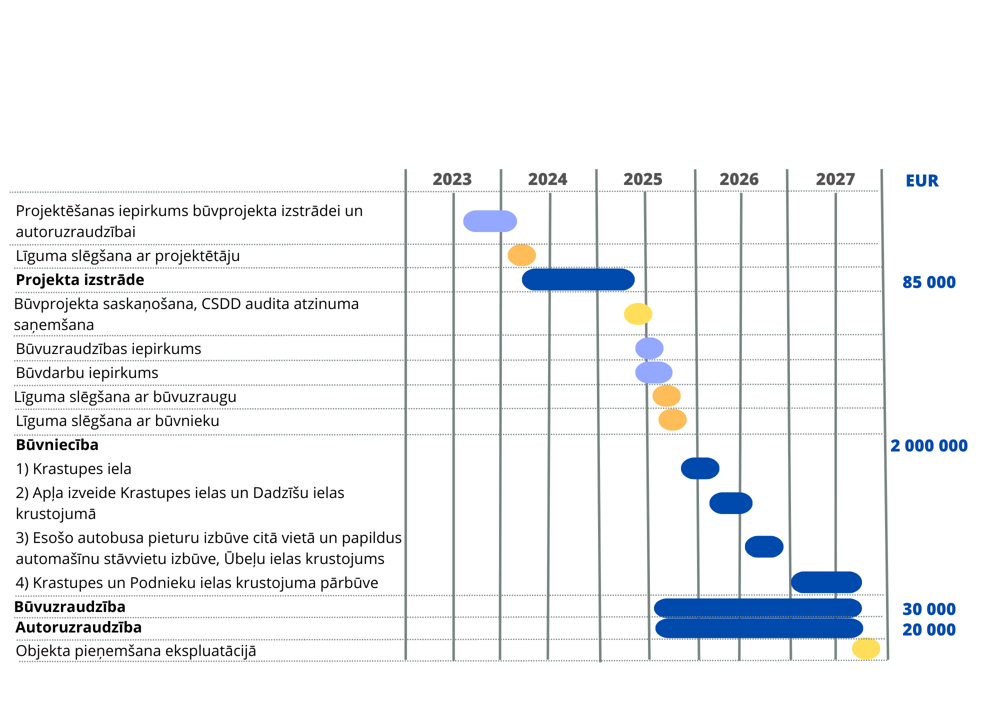 2023 2024 2025 2026 2027 EUR
Projektēšanas iepirkums būvprojekta izstrādei un
autoruzraudzībai
Līguma slēgšana ar projektētāju
Projekta izstrāde 85 000
Būvprojekta saskaņošana, CSDD audita atzinuma
saņemšana
Būvuzraudzības iepirkums
Būvdarbu iepirkums
Līguma slēgšana ar būvuzraugu
Līguma slēgšana ar būvnieku
Būvniecība 2 000 000
1) Krastupes iela
2) Apļa izveide Krastupes ielas un Dadzīšu ielas
krustojumā
3) Esošo autobusa pieturu izbūve citā vietā un papildus
automašīnu stāvvietu izbūve, Ūbeļu ielas krustojums
4) Krastupes un Podnieku ielas krustojuma pārbūve
Būvuzraudzība 30 000
Autoruzraudzība 20 000
Objekta pieņemšana ekspluatācijā